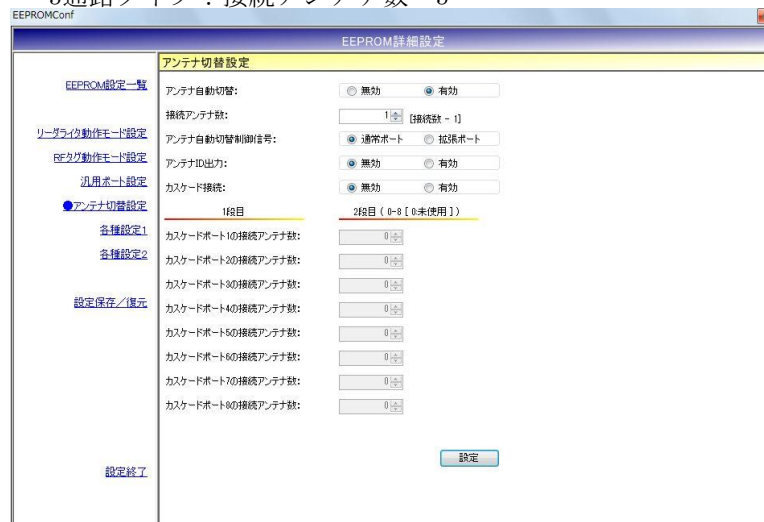 3通路タイプ：接続アンテナ数 3
EEPROMConf
EEPROM詳細設定
アンテナ切替設定
EEPROM設定一覧
リーダライタ動作モード設定
RFタグ動作モード設定
汎用ポート設定
●アンテナ切替設定
各種設定1
各種設定2
設定保存／復元
設定終了
アンテナ自動切替: 無効 有効
接続アンテナ数: 1 [接続数 - 1]
アンテナ自動切替制御信号: 通常ポート 拡張ポート
アンテナID出力: 無効 有効
カスケード接続: 無効 有効
1段目 2段目 ( 0-8 [ 0:未使用 ] )
カスケードポート1の接続アンテナ数: 0
カスケードポート2の接続アンテナ数: 0
カスケードポート3の接続アンテナ数: 0
カスケードポート4の接続アンテナ数: 0
カスケードポート5の接続アンテナ数: 0
カスケードポート6の接続アンテナ数: 0
カスケードポート7の接続アンテナ数: 0
カスケードポート8の接続アンテナ数: 0
設定